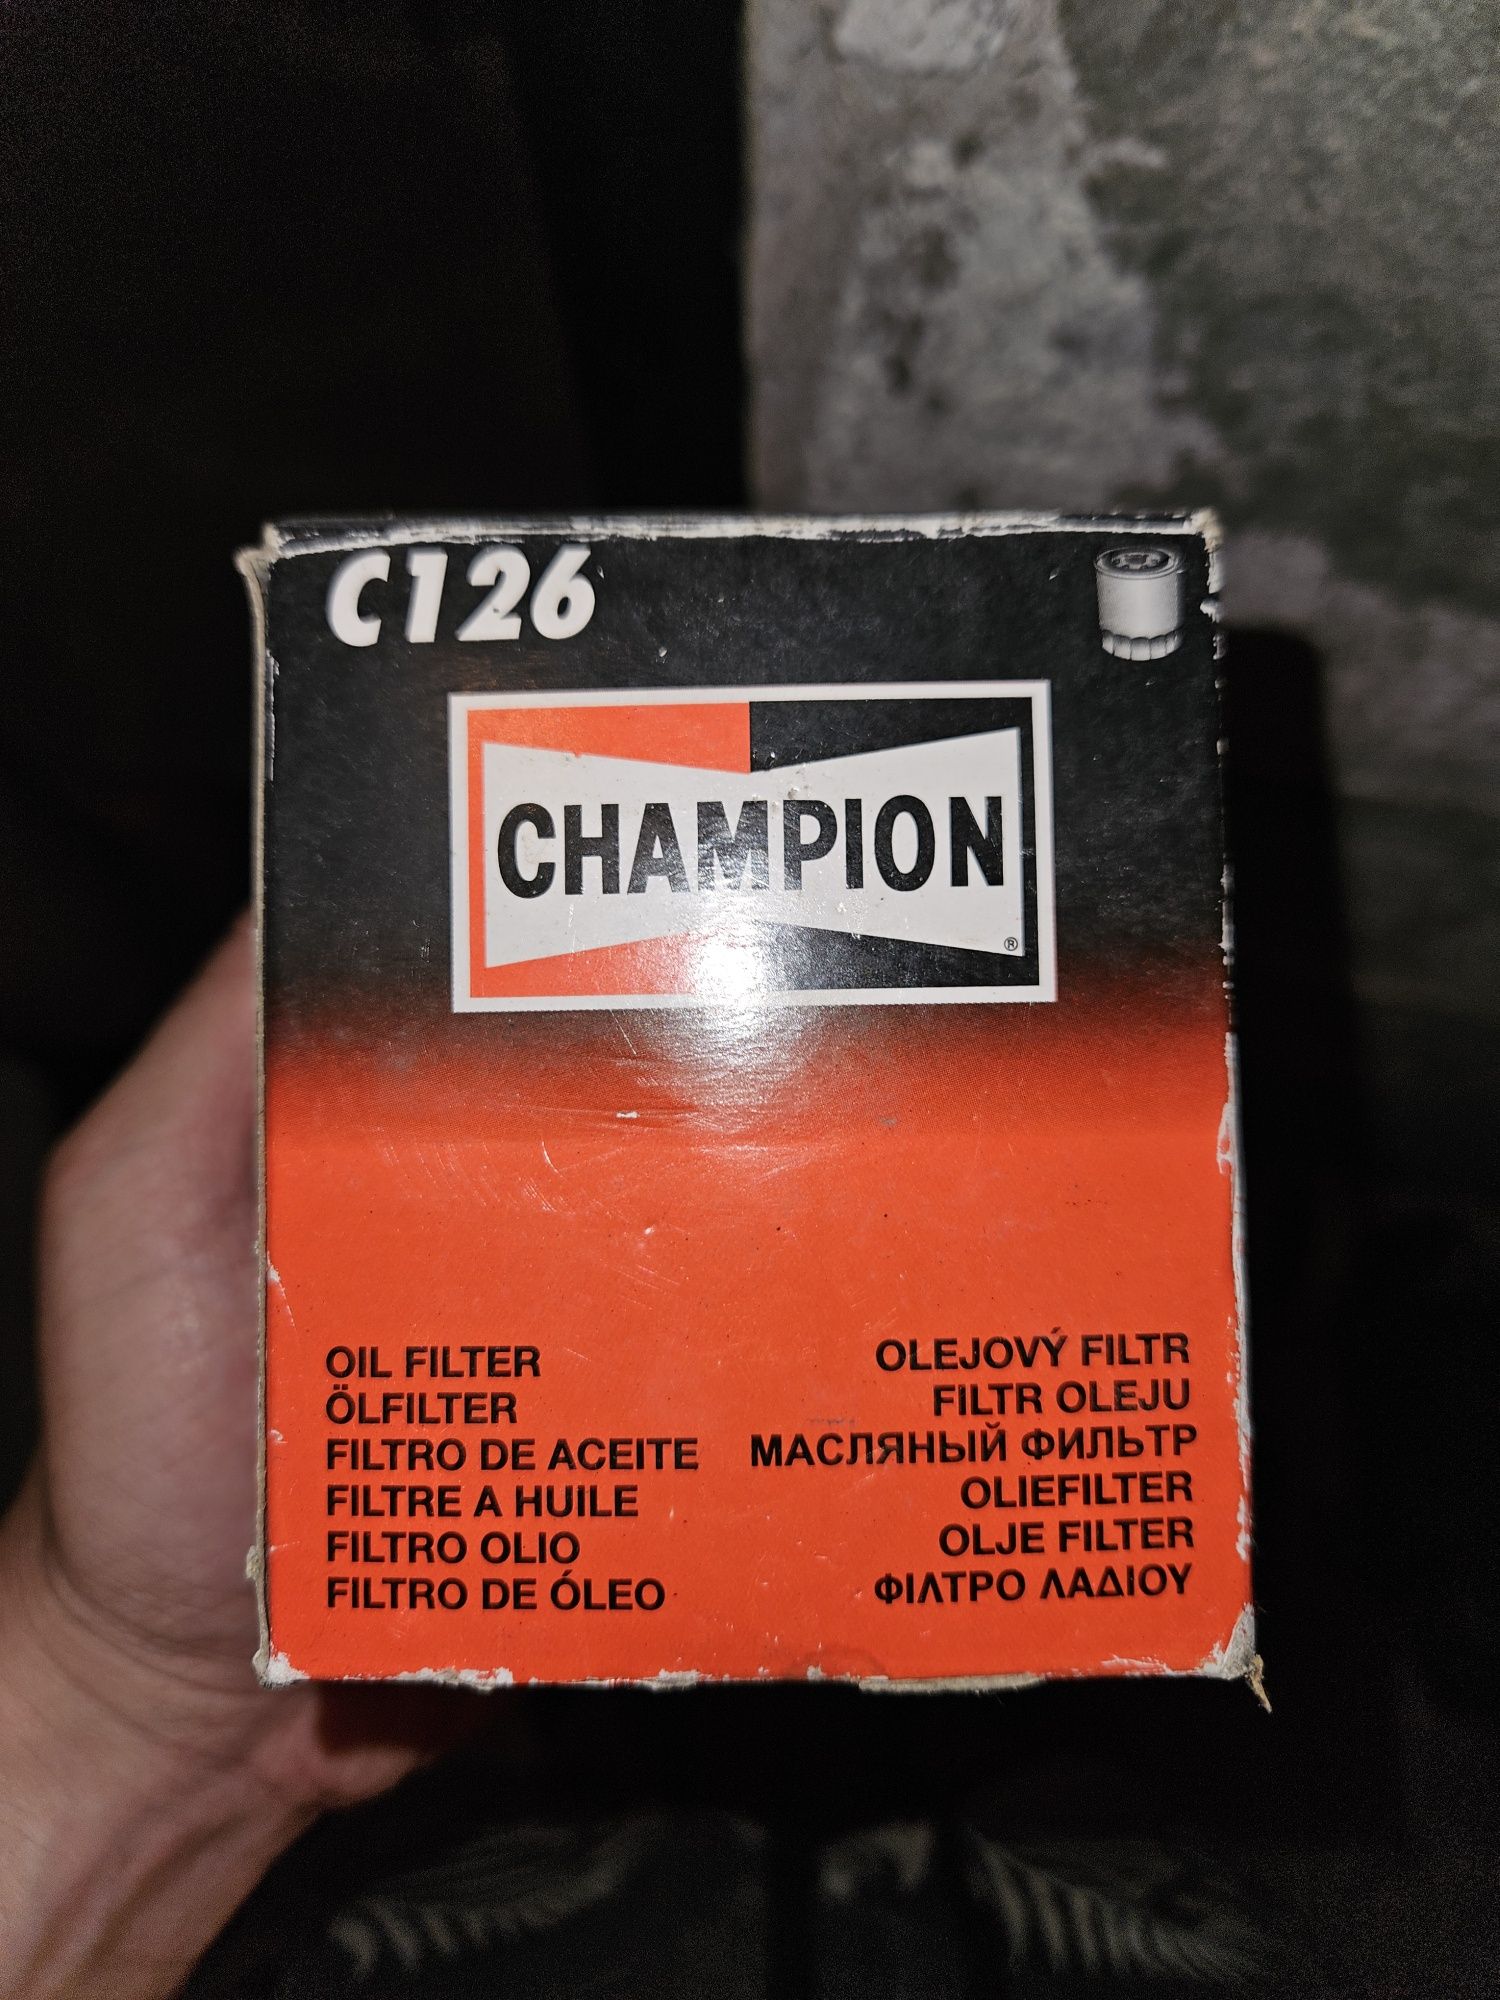 C126
CHAMPION
®
OIL FILTER
ÖLFILTER
FILTRO DE ACEITE
FILTRE A HUILE
FILTRO OLIO
FILTRO DE ÓLEO
OLEJOVÝ FILTR
FILTR OLEJU
МАСЛЯНЫЙ ФИЛЬТР
OLIEFILTER
OLJE FILTER
ΦΙΛΤΡΟ ΛΑΔΙΟΥ